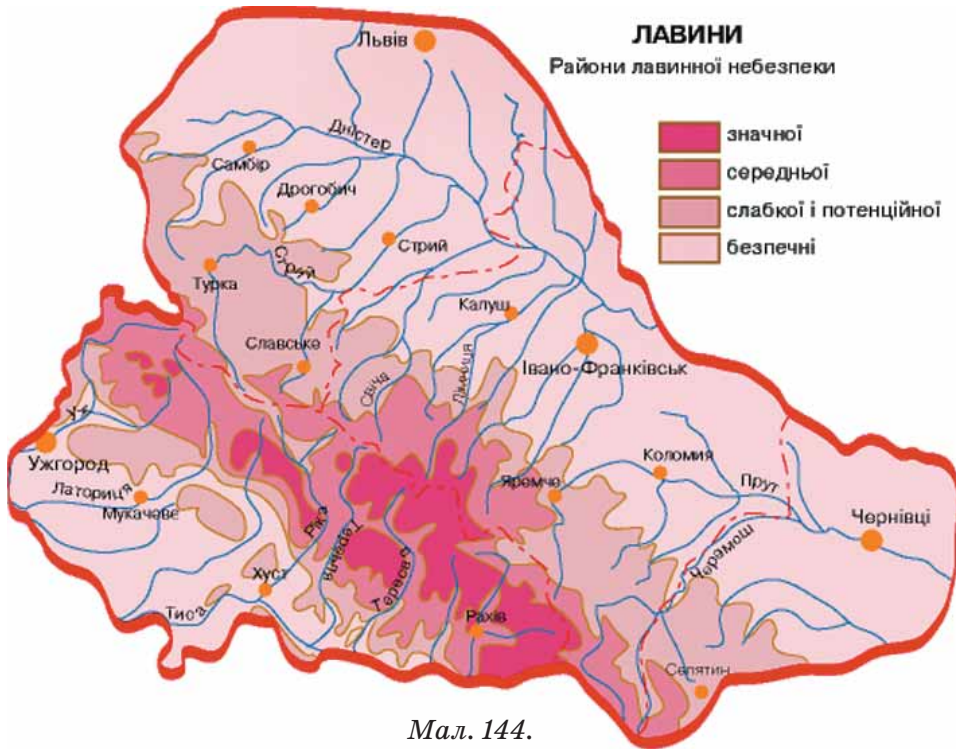 ЛАВИНИ
Райони лавинної небезпеки
значної
середньої
слабкої і потенційної
безпечні
Львів
Дністер
Самбір
Дрогобич
Стрий
Стрий
Турка
Калуш
Славське
Свіча
Лімниця
Івано-Франківськ
Уж
Ужгород
Латориця
Мукачеве
Яремче
Коломия
Прут
Чернівці
Черемош
Ріка
Теребля
Тересва
Хуст
Тиса
Рахів
Селятин
Мал. 144.